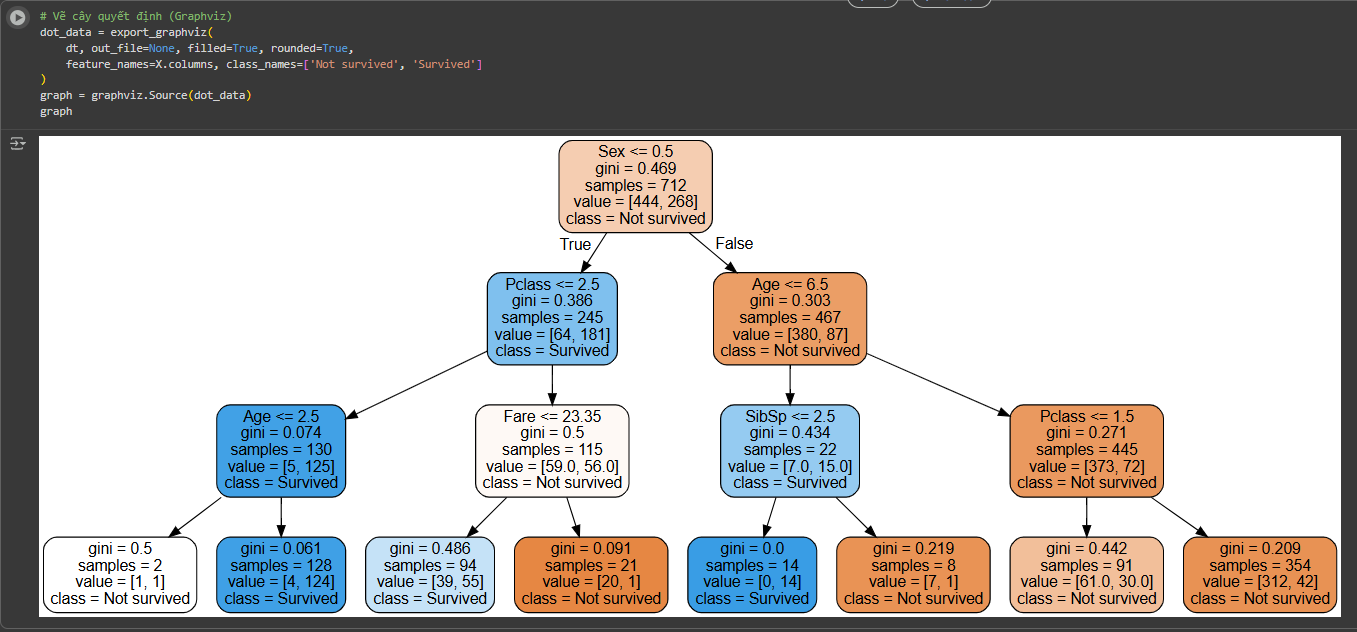 # Vẽ cây quyết định (Graphviz)
dot_data = export_graphviz(
dt, out_file=None, filled=True, rounded=True,
feature_names=X.columns, class_names=['Not survived', 'Survived']
)
graph = graphviz.Source(dot_data)
graph
Sex <= 0.5
gini = 0.469
samples = 712
value = [444, 268]
class = Not survived
True
False
Pclass <= 2.5
gini = 0.386
samples = 245
value = [64, 181]
class = Survived
Age <= 6.5
gini = 0.303
samples = 467
value = [380, 87]
class = Not survived
Age <= 2.5
gini = 0.074
samples = 130
value = [5, 125]
class = Survived
Fare <= 23.35
gini = 0.5
samples = 115
value = [59.0, 56.0]
class = Not survived
SibSp <= 2.5
gini = 0.434
samples = 22
value = [7.0, 15.0]
class = Survived
Pclass <= 1.5
gini = 0.271
samples = 445
value = [373, 72]
class = Not survived
gini = 0.5
samples = 2
value = [1, 1]
class = Not survived
gini = 0.061
samples = 128
value = [4, 124]
class = Survived
gini = 0.486
samples = 94
value = [39, 55]
class = Survived
gini = 0.091
samples = 21
value = [20, 1]
class = Not survived
gini = 0.0
samples = 14
value = [0, 14]
class = Survived
gini = 0.219
samples = 8
value = [7, 1]
class = Not survived
gini = 0.442
samples = 91
value = [61.0, 30.0]
class = Not survived
gini = 0.209
samples = 354
value = [312, 42]
class = Not survived